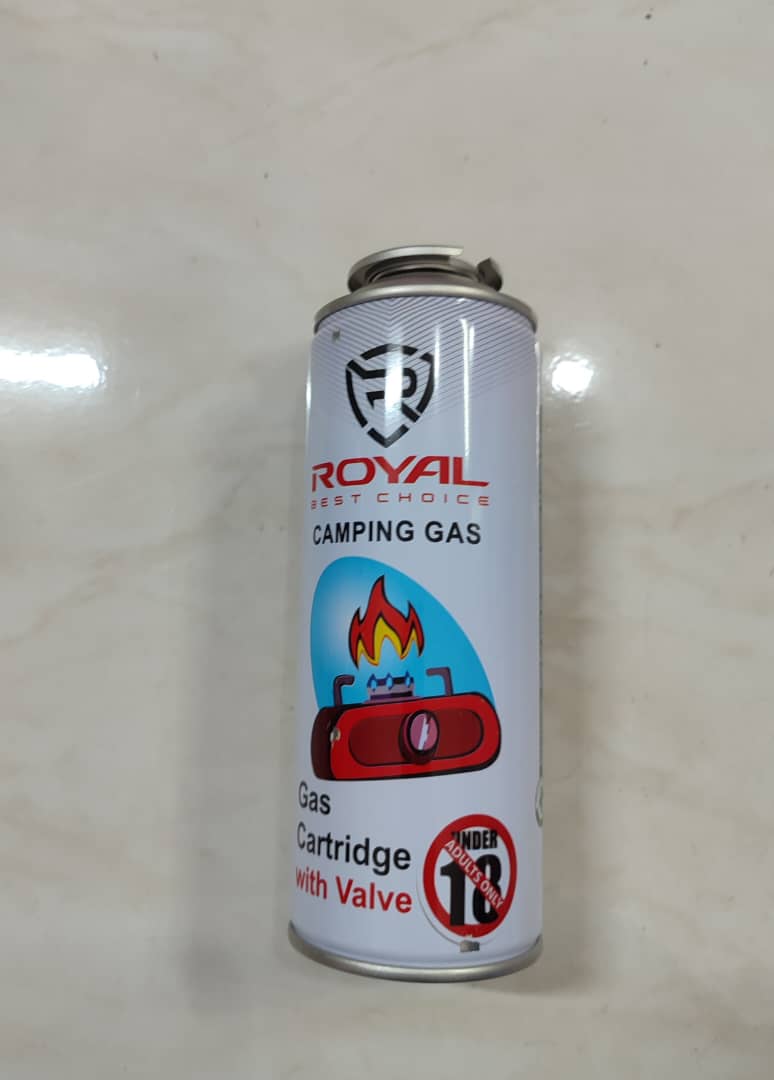 ROYAL
BEST CHOICE
CAMPING GAS
Gas
Cartridge
with Valve
UNDER
18
ADULTS ONLY